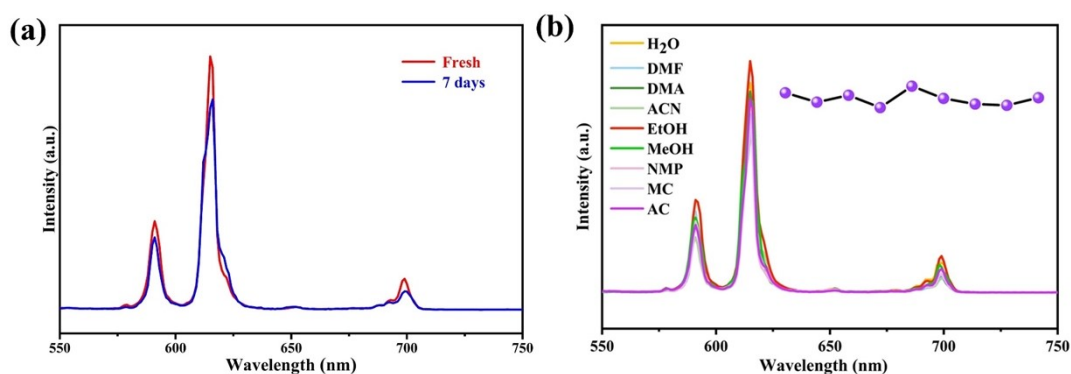 (a)
Fresh
7 days
Intensity (a.u.)
550
600
650
700
750
Wavelength (nm)
(b)
H₂O
DMF
DMA
ACN
EtOH
MeOH
NMP
MC
AC
Intensity (a.u.)
550
600
650
700
750
Wavelength (nm)